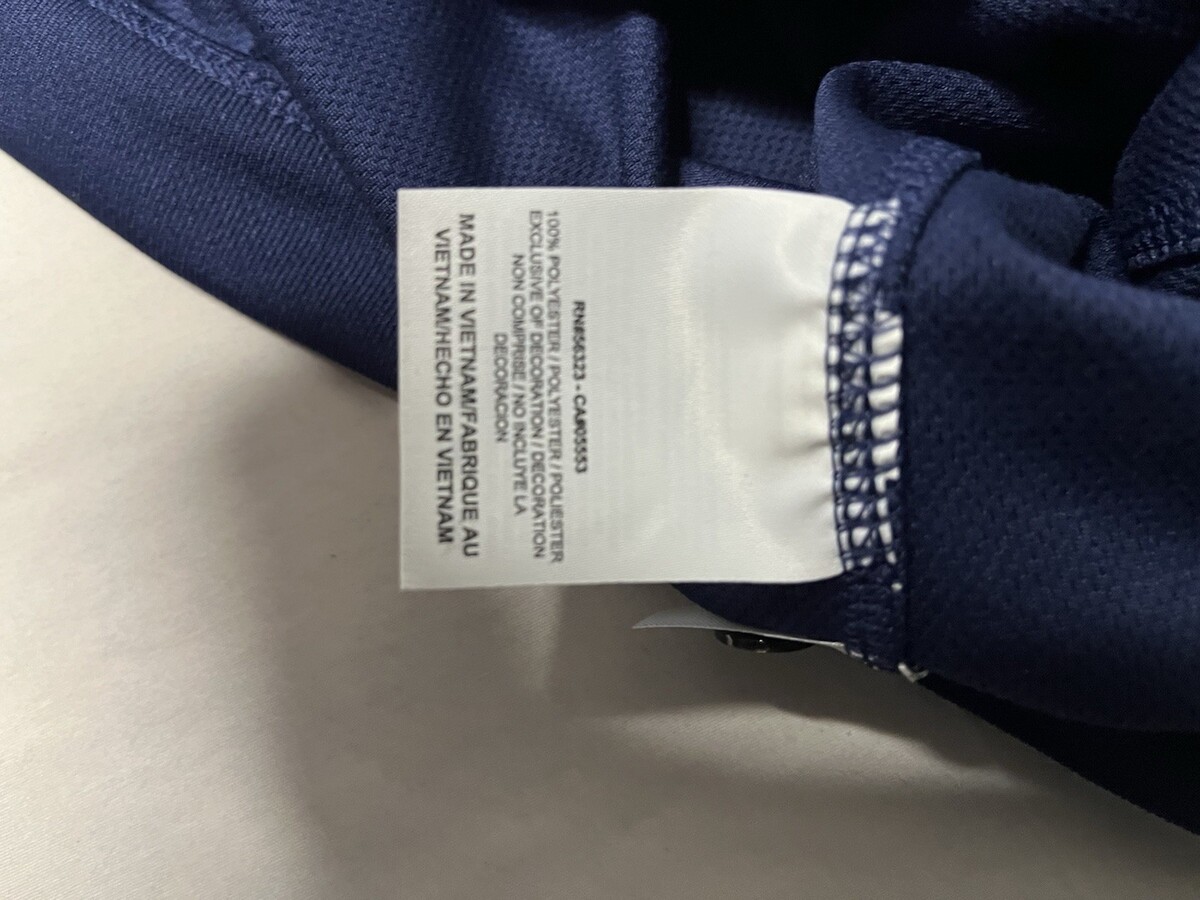 RN#56323 - CA#05553
100% POLYESTER / POLYESTER / POLIESTER
EXCLUSIVE OF DECORATION / DECORATION
NON COMPRISE / NO INCLUYE LA
DECORACION
MADE IN VIETNAM/FABRIQUE AU
VIETNAM/HECHO EN VIETNAM